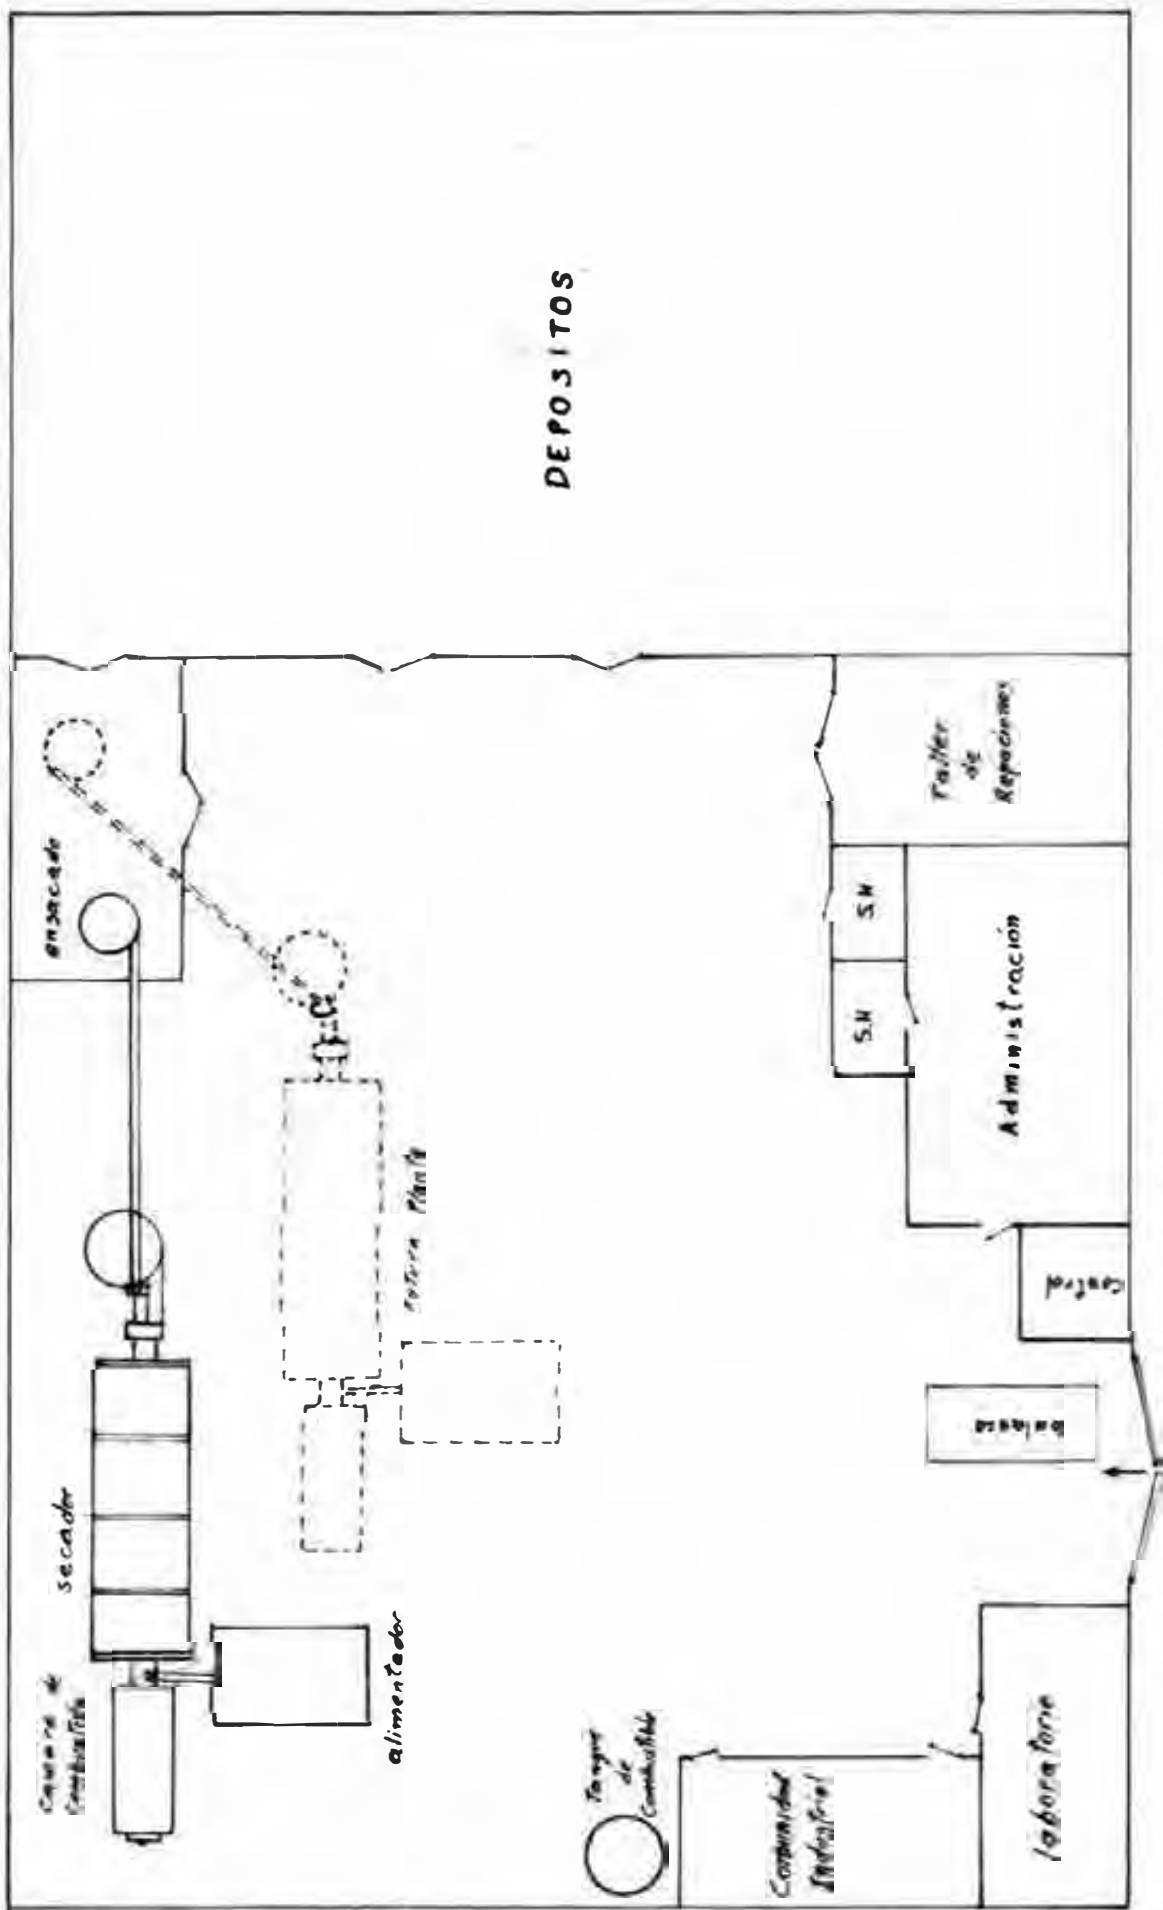 DEPOSITOS
ensacado
Taller
de
Repaciones
S.H
S.H
Administración
Futura Planta
Control
Balanza
secador
Camara de
Combustión
alimentador
Tanque
de
Combustible
Comunidad
Industrial
laboratorio